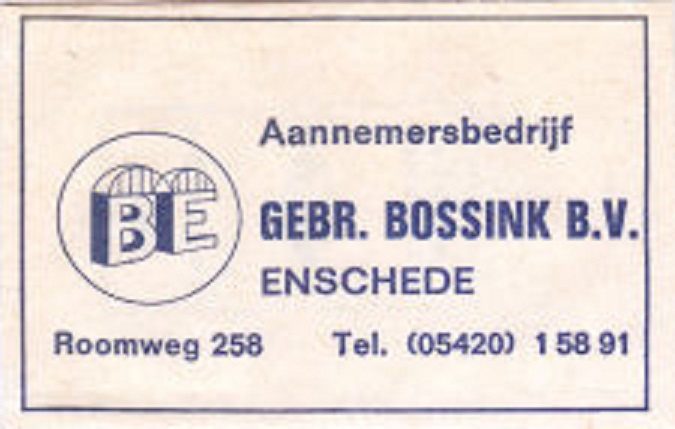 Aannemersbedrijf
BE
GEBR. BOSSINK B.V.
ENSCHEDE
Roomweg 258 Tel. (05420) 1 58 91